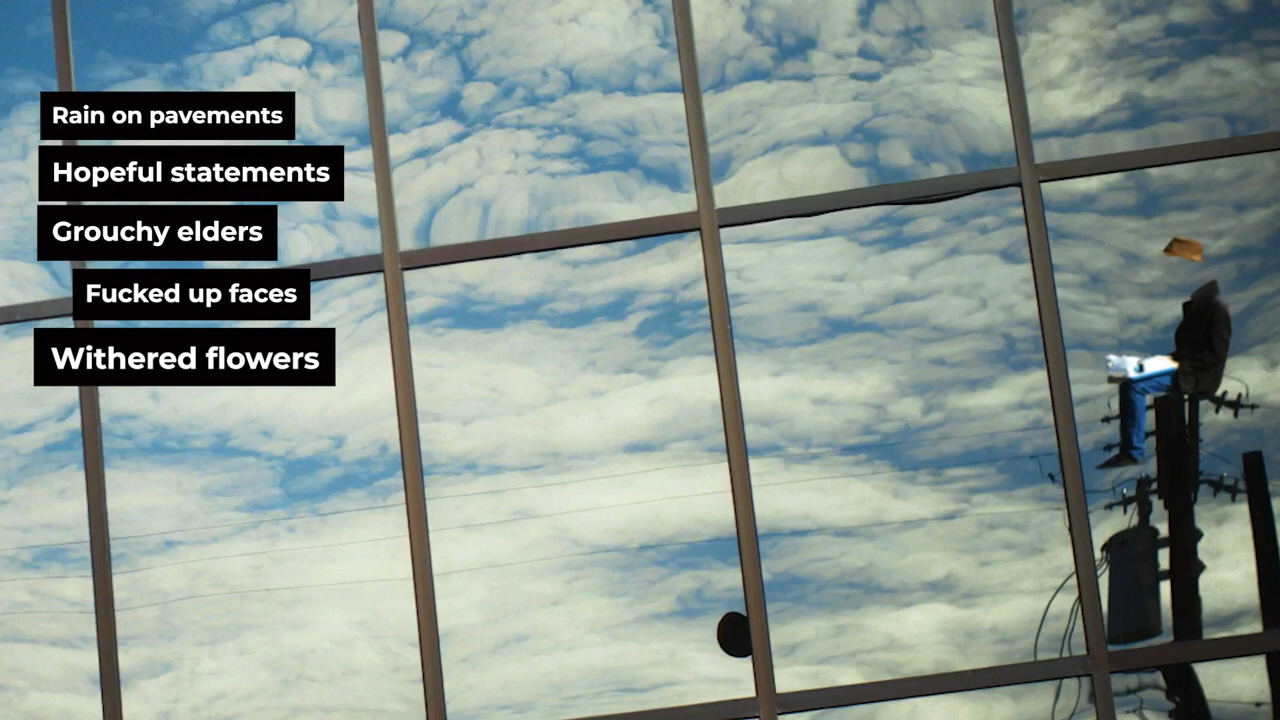 Rain on pavements
Hopeful statements
Grouchy elders
Fucked up faces
Withered flowers